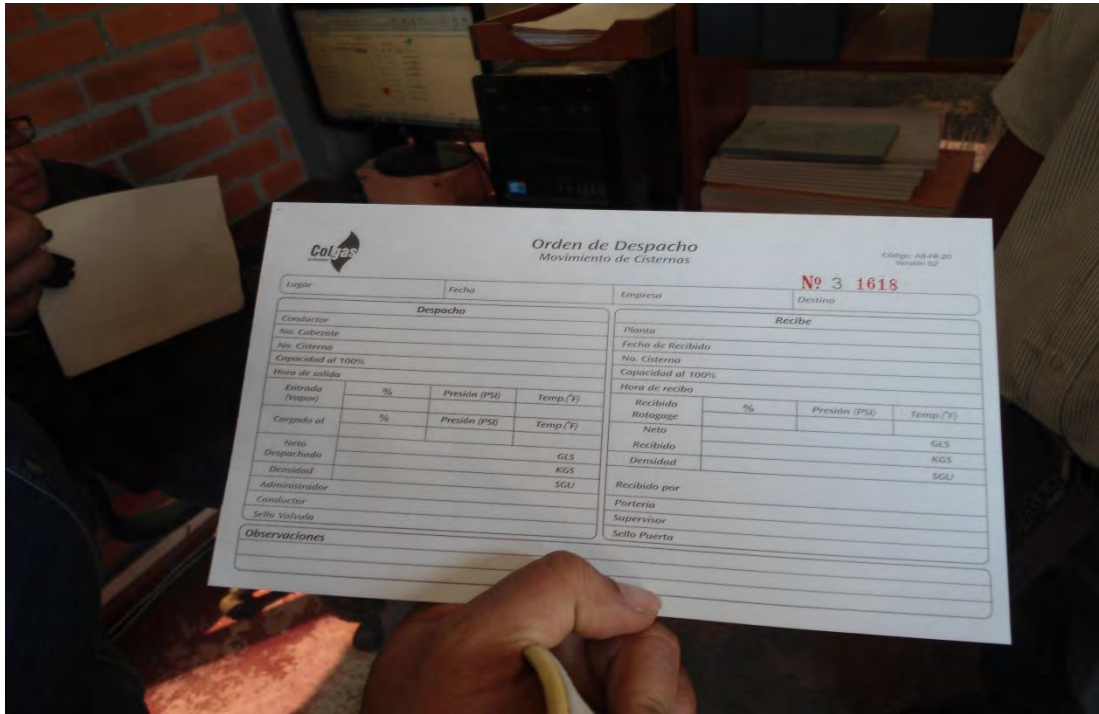 Colgas
Orden de Despacho
Movimiento de Cisternas
Código: AB-FR-20
Versión 02
Nº 3 1618
Lugar Fecha Empresa Destino
Despacho
Conductor
No. Cabezote
No. Cisterna
Capacidad al 100%
Hora de salida
Entrada (Vapor) % Presión (PSI) Temp.(°F)
Cargado al % Presión (PSI) Temp.(°F)
Neto Despachado GLS
KGS
Densidad SGU
Administrador
Conductor
Sello Valvula
Recibe
Planta
Fecha de Recibido
No. Cisterna
Capacidad al 100%
Hora de recibo
Recibido Rotogage % Presión (PSI) Temp.(°F)
Neto Recibido GLS
KGS
Densidad SGU
Recibido por
Portería
Supervisor
Sello Puerta
Observaciones